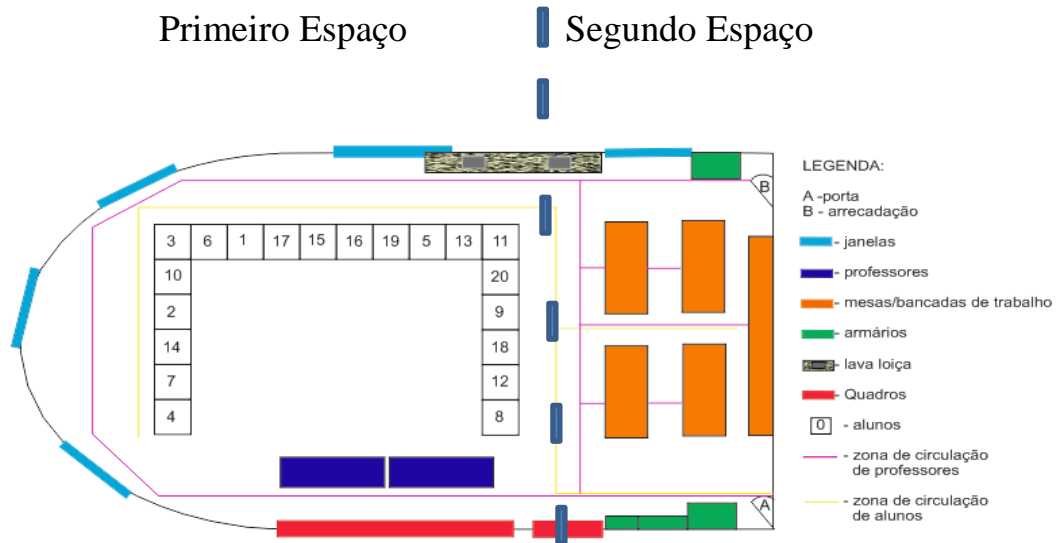 Primeiro Espaço
Segundo Espaço
LEGENDA:
A -porta
B - arrecadação
- janelas
- professores
- mesas/bancadas de trabalho
- armários
- lava loiça
- Quadros
0 - alunos
- zona de circulação
de professores
- zona de circulação
de alunos
B
3 6 1 17 15 16 19 5 13 11
10 20
2 9
14 18
7 12
4 8
A